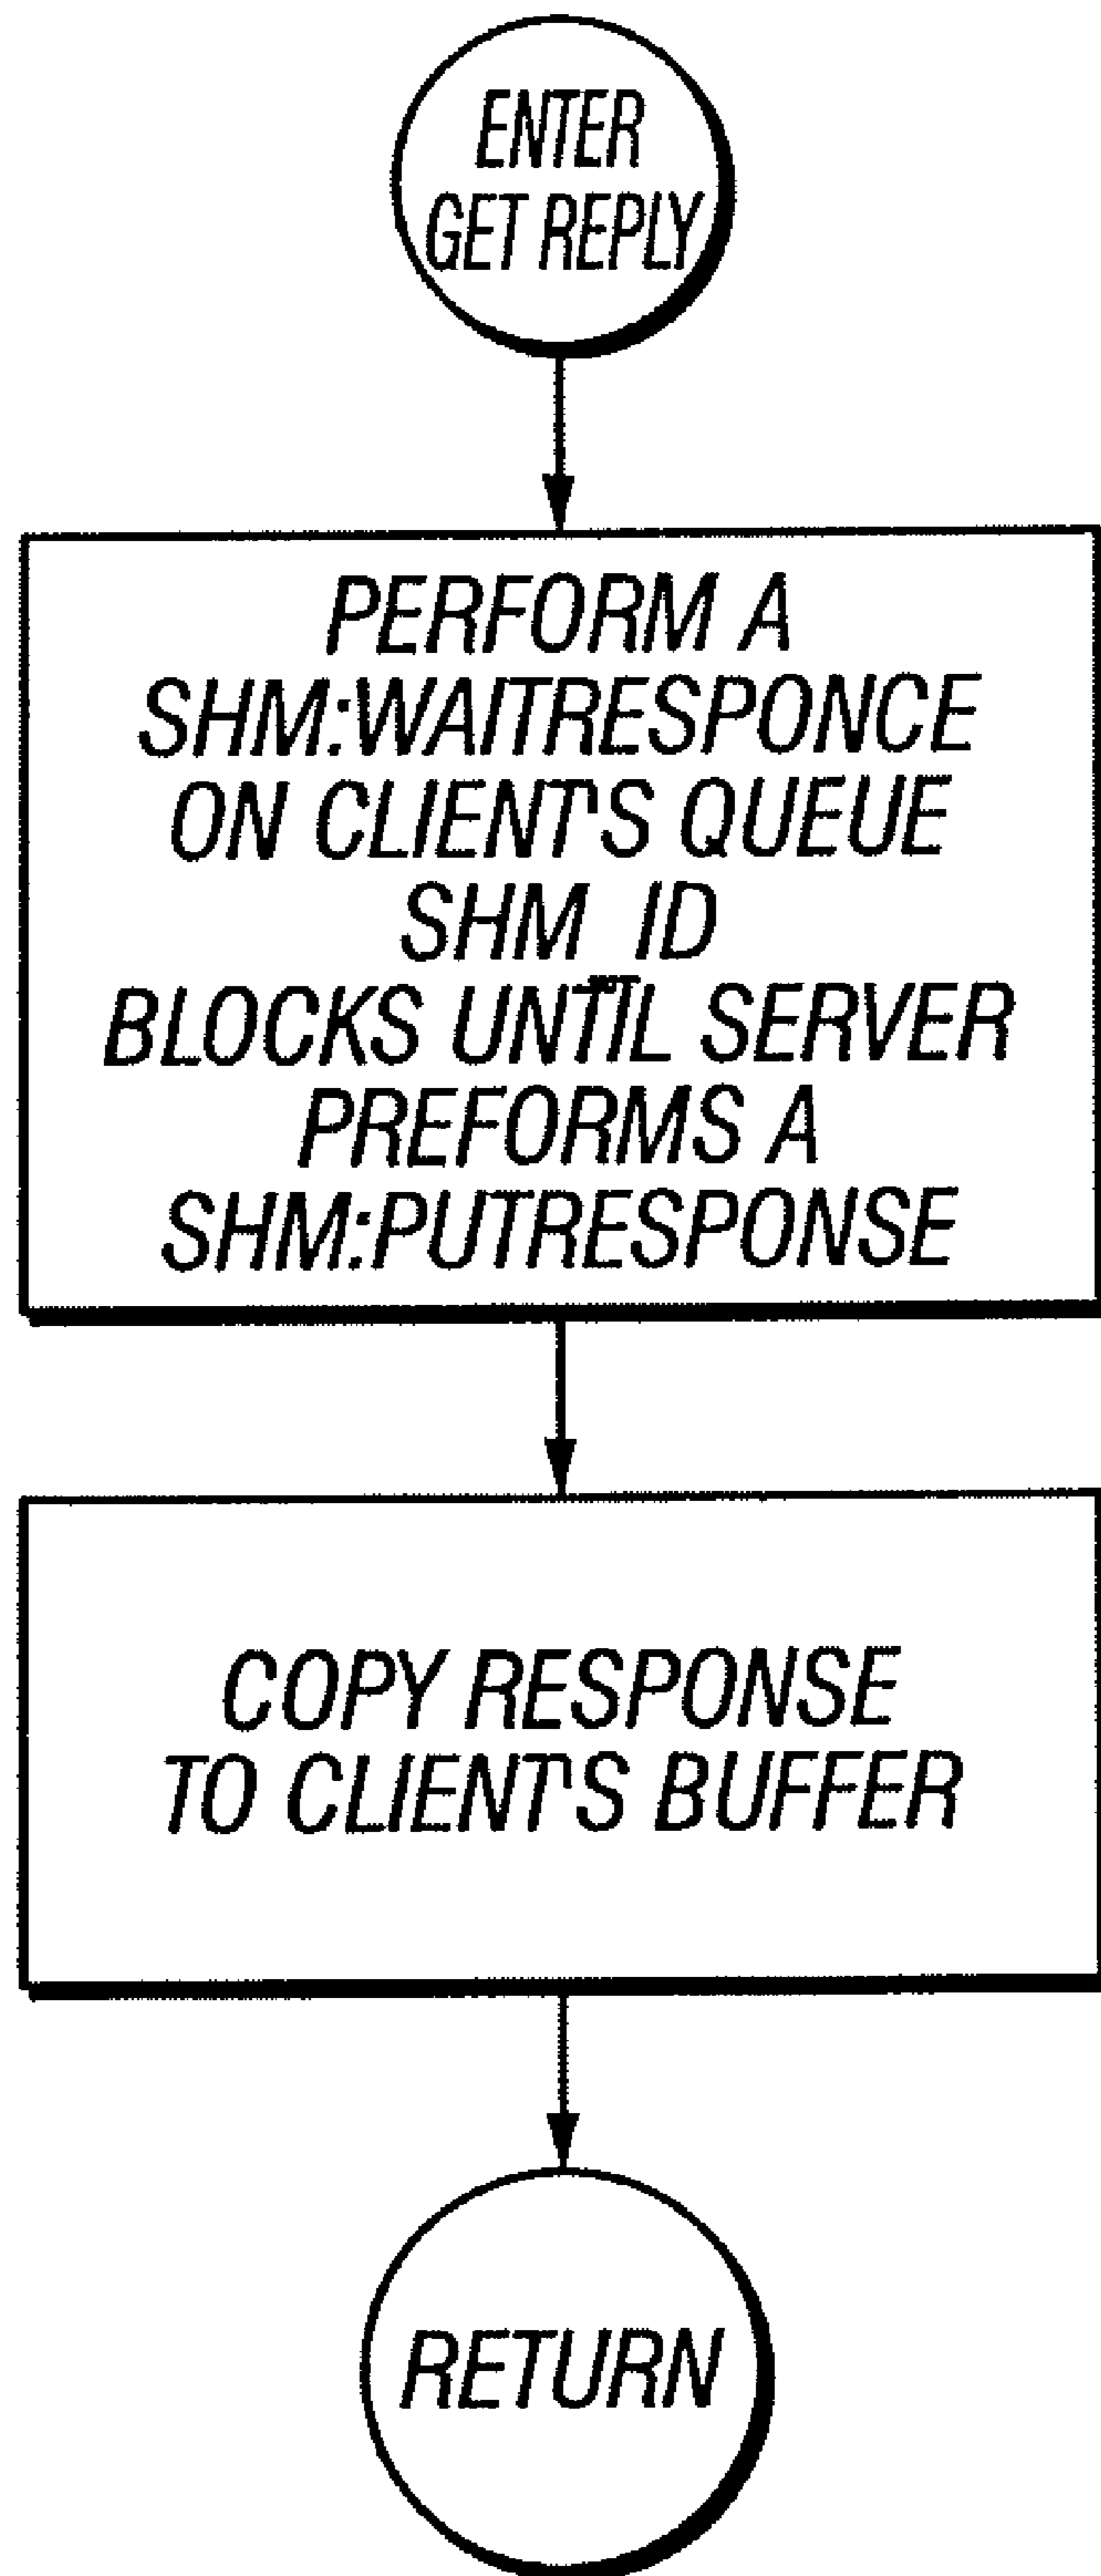 ENTER
GET REPLY
PERFORM A
SHM:WAITRESPONCE
ON CLIENT'S QUEUE
SHM_ID
BLOCKS UNTIL SERVER
PREFORMS A
SHM:PUTRESPONSE
COPY RESPONSE
TO CLIENT'S BUFFER
RETURN